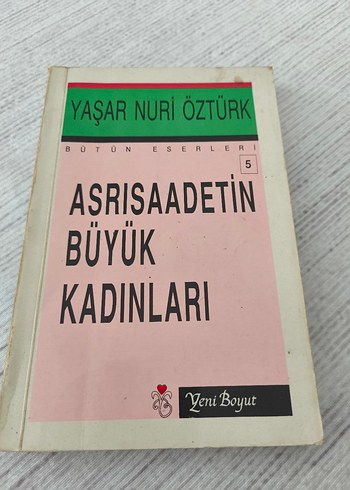 YAŞAR NURİ ÖZTÜRK
BÜTÜN ESERLERİ
5
ASRISAADETİN
BÜYÜK
KADINLARI
Yeni Boyut